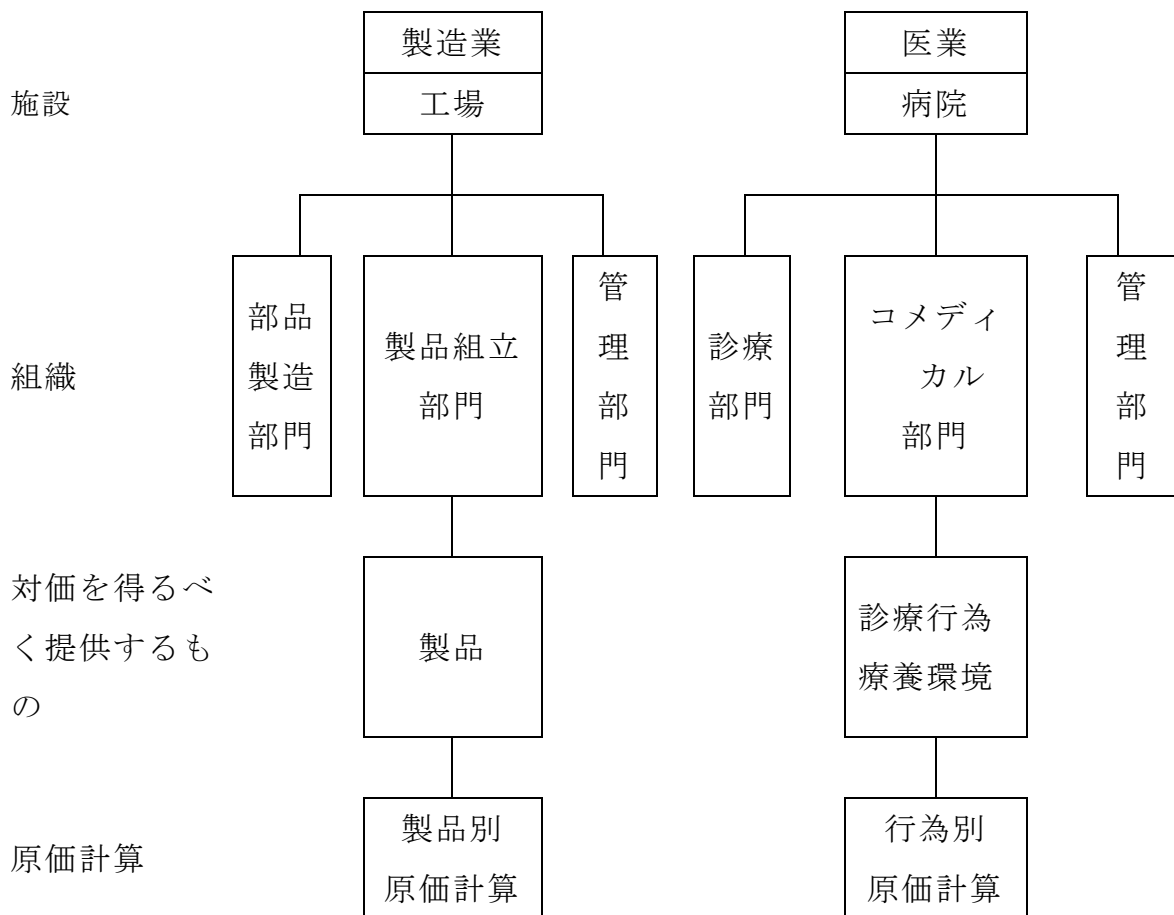 製造業
医業
施設
工場
病院
組織
部品
製造
部門
製品組立
部門
管
理
部
門
診療
部門
コメディ
カル
部門
管
理
部
門
対価を得るべ
く提供するも
の
製品
診療行為
療養環境
原価計算
製品別
原価計算
行為別
原価計算